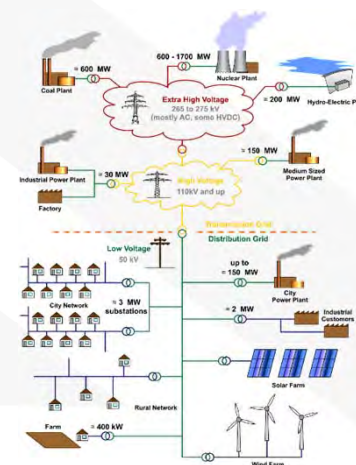 600 - 1700 MW
Nuclear Plant
≈ 600 MW
Coal Plant
Extra High Voltage
265 to 275 kV
(mostly AC, some HVDC)
≈ 200 MW
Hydro-Electric P
≈ 150 MW
Industrial Power Plant
≈ 30 MW
High Voltage
110kV and up
Medium Sized
Power Plant
Factory
Transmission Grid
Distribution Grid
Low Voltage
50 kV
up to
≈ 150 MW
City
Power Plant
City Network
≈ 3 MW
substations
≈ 2 MW
Industrial
Customers
Solar Farm
Rural Network
Farm
≈ 400 kW
Wind Farm